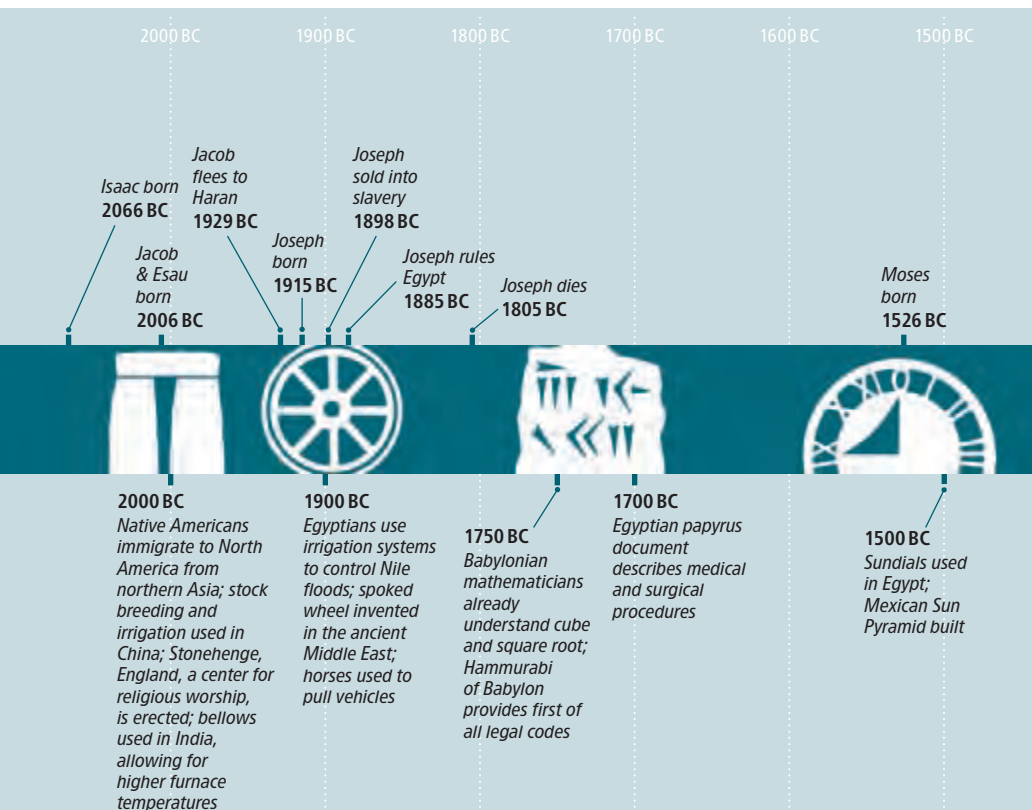 2000 BC
1900 BC
1800 BC
1700 BC
1600 BC
1500 BC
Isaac born
2066 BC
Jacob
& Esau
born
2006 BC
Jacob
flees to
Haran
1929 BC
Joseph
born
1915 BC
Joseph
sold into
slavery
1898 BC
Joseph rules
Egypt
1885 BC
Joseph dies
1805 BC
Moses
born
1526 BC
2000 BC
Native Americans
immigrate to North
America from
northern Asia; stock
breeding and
irrigation used in
China; Stonehenge,
England, a center for
religious worship,
is erected; bellows
used in India,
allowing for
higher furnace
temperatures
1900 BC
Egyptians use
irrigation systems
to control Nile
floods; spoked
wheel invented
in the ancient
Middle East;
horses used to
pull vehicles
1750 BC
Babylonian
mathematicians
already
understand cube
and square root;
Hammurabi
of Babylon
provides first of
all legal codes
1700 BC
Egyptian papyrus
document
describes medical
and surgical
procedures
1500 BC
Sundials used
in Egypt;
Mexican Sun
Pyramid built